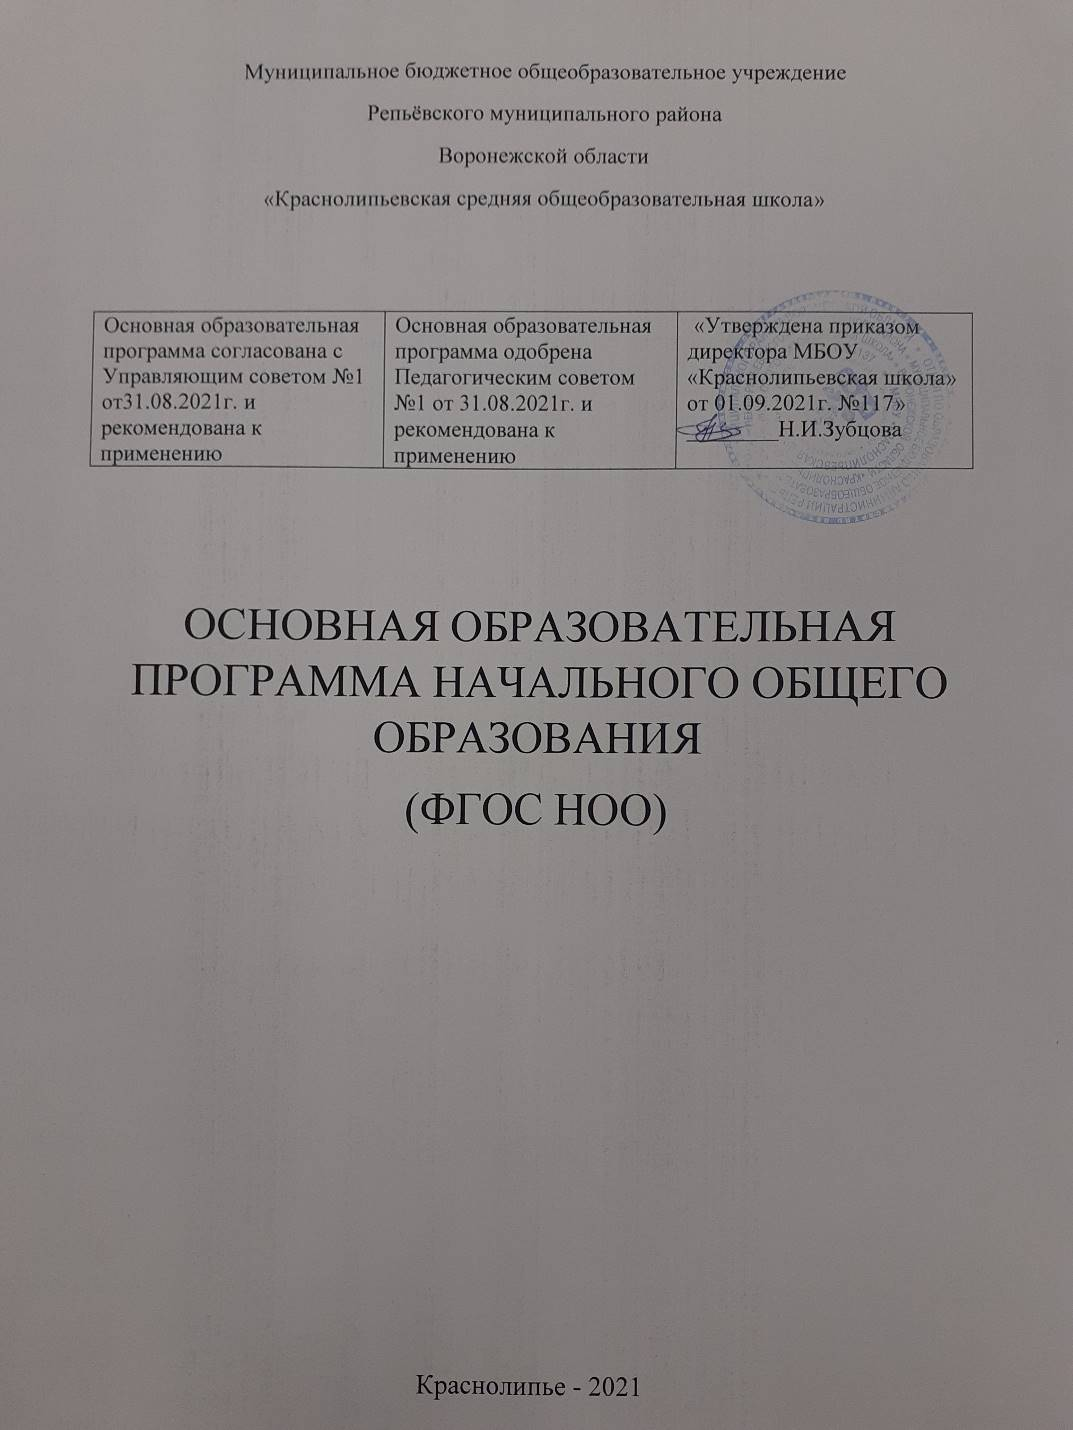 Муниципальное бюджетное общеобразовательное учреждение
Репьёвского муниципального района
Воронежской области
«Краснолипьевская средняя общеобразовательная школа»
Основная образовательная
программа согласована с
Управляющим советом №1
от31.08.2021г. и
рекомендована к
применению
Основная образовательная
программа одобрена
Педагогическим советом
№1 от 31.08.2021г. и
рекомендована к
применению
«Утверждена приказом
директора МБОУ
«Краснолипьевская школа»
от 01.09.2021г. №117»
Н.И.Зубцова
ОСНОВНАЯ ОБРАЗОВАТЕЛЬНАЯ
ПРОГРАММА НАЧАЛЬНОГО ОБЩЕГО
ОБРАЗОВАНИЯ
(ФГОС НОО)
Краснолипье - 2021